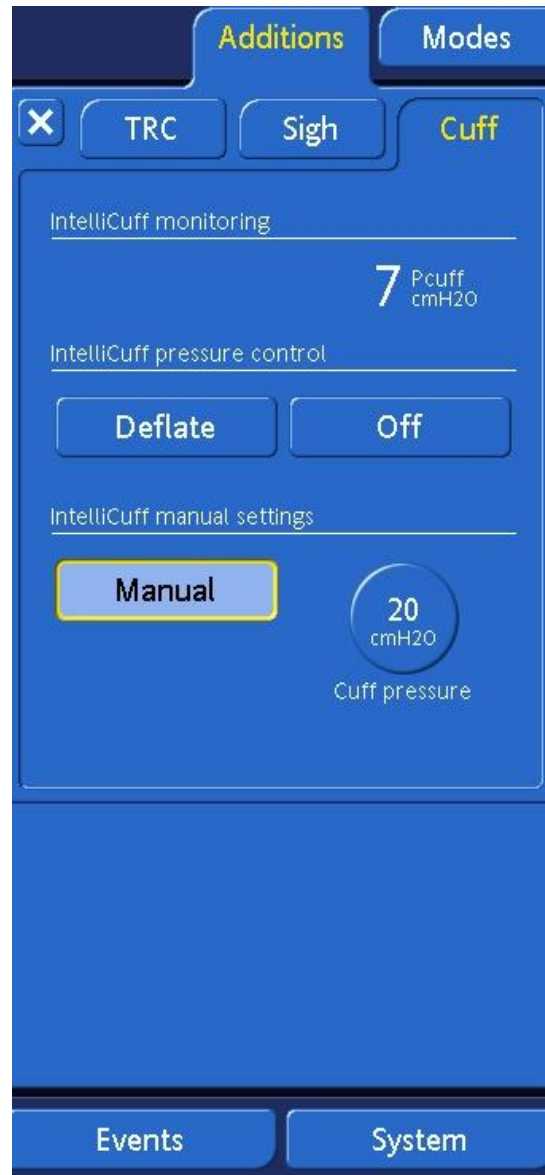 Additions Modes
TRC Sigh Cuff
IntelliCuff monitoring
7 Pcuff
cmH2O
IntelliCuff pressure control
Deflate Off
IntelliCuff manual settings
Manual
20
cmH2O
Cuff pressure
Events System